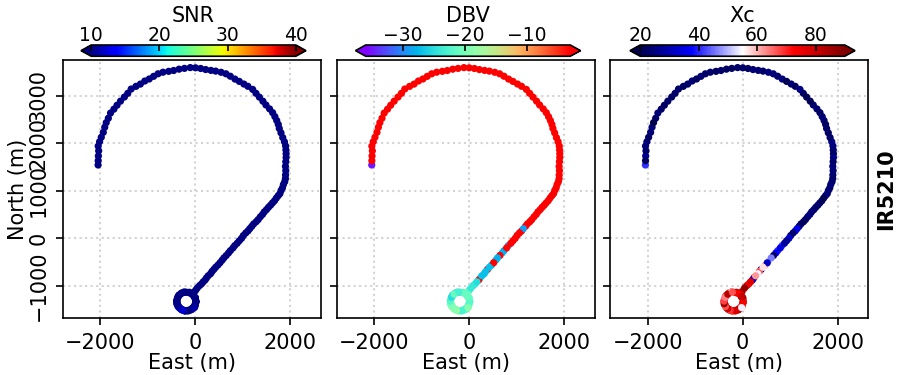 SNR DBV Xc
10 20 30 40 −30 −20 −10 20 40 60 80
North (m)
3000
2000
1000
0
−1000
−2000 0 2000 −2000 0 2000 −2000 0 2000
East (m) East (m) East (m)
IR5210